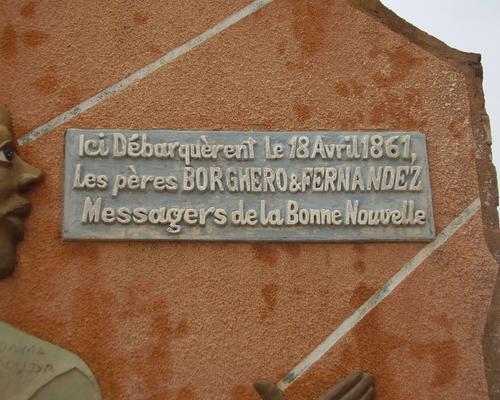 Ici Débarquèrent Le 18 Avril 1861,
Les pères BORGHERO & FERNANDEZ
Messagers de la Bonne Nouvelle